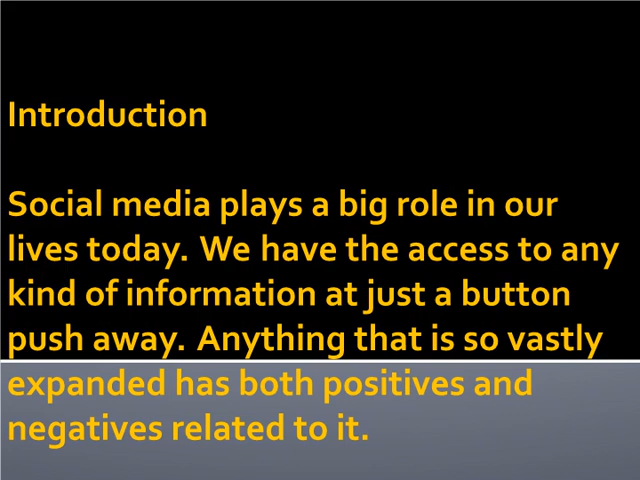 Introduction
Social media plays a big role in our
lives today. We have the access to any
kind of information at just a button
push away. Anything that is so vastly
expanded has both positives and
negatives related to it.